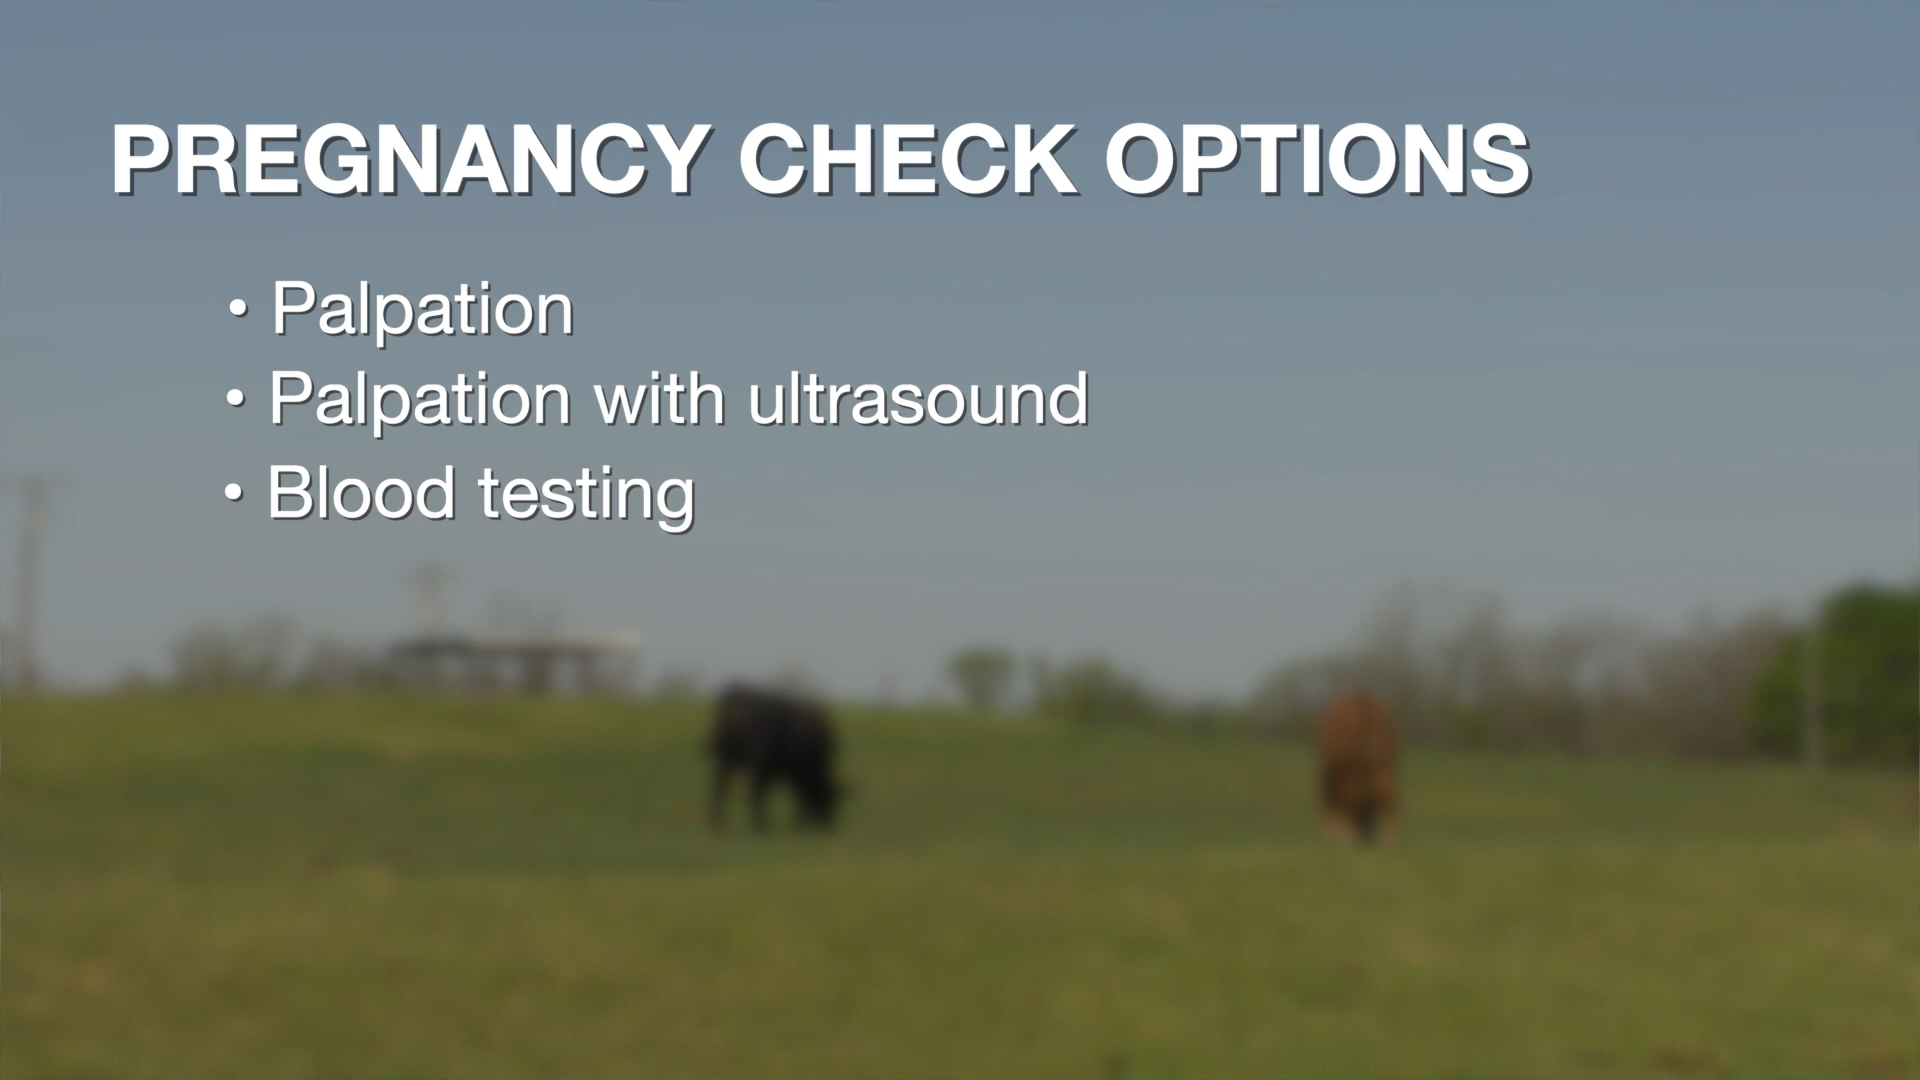 PREGNANCY CHECK OPTIONS
• Palpation
• Palpation with ultrasound
• Blood testing